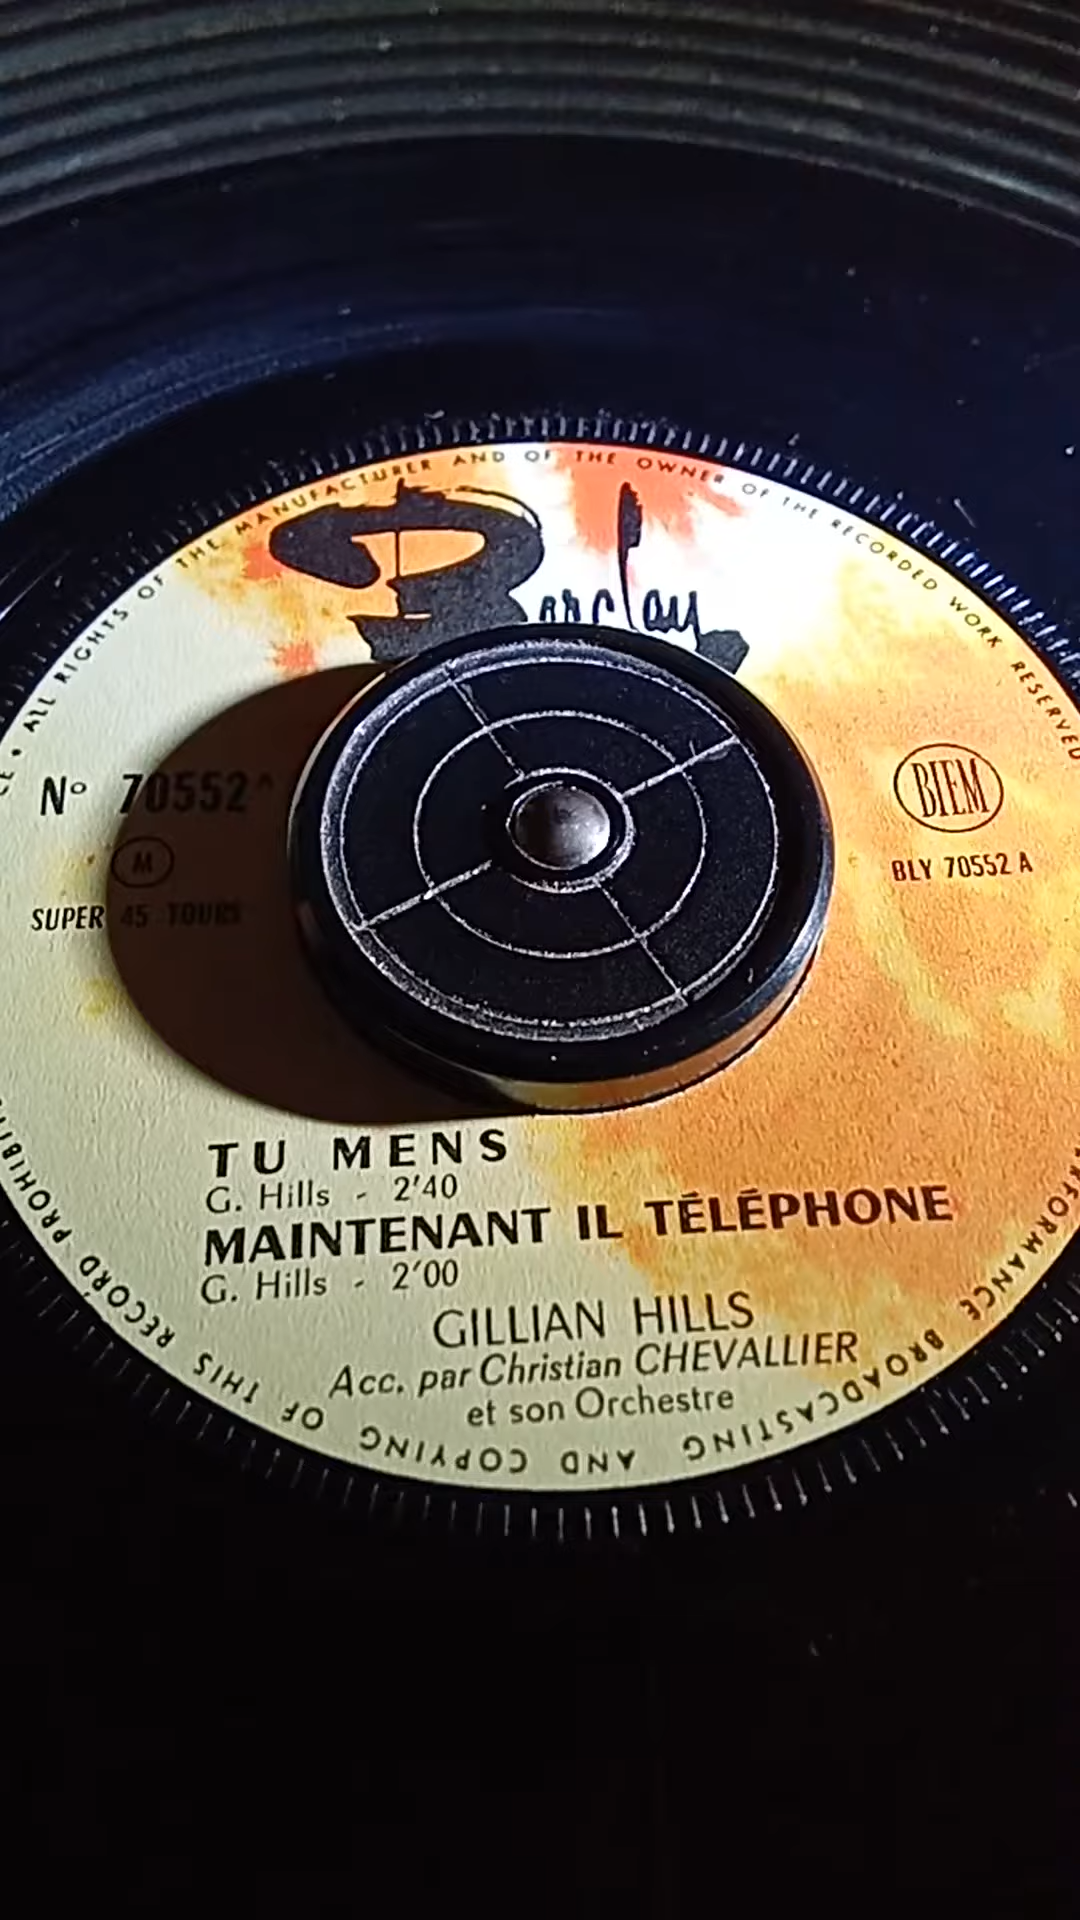 ALL RIGHTS OF THE MANUFACTURER AND OF THE OWNER OF THE RECORDED WORK RESERVED
Barclay
Nº 70552 A
M
SUPER 45 TOURS
BIEM
BLY 70552 A
TU MENS
G. Hills - 2'40
MAINTENANT IL TÉLÉPHONE
G. Hills - 2'00
GILLIAN HILLS
Acc. par Christian CHEVALLIER
et son Orchestre
BROADCASTING AND COPYING OF THIS RECORD